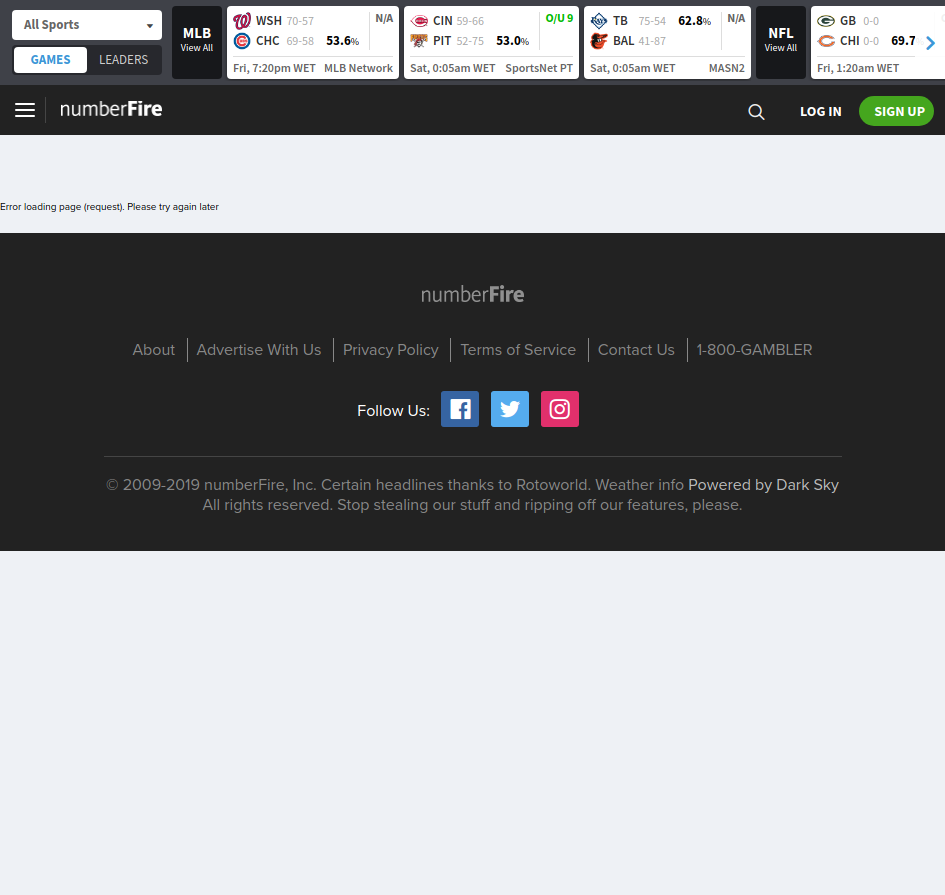 All Sports
GAMES LEADERS
MLB
View All
WSH 70-57 N/A
CHC 69-58 53.6%
Fri, 7:20pm WET MLB Network
CIN 59-66 O/U 9
PIT 52-75 53.0%
Sat, 0:05am WET SportsNet PT
TB 75-54 62.8% N/A
BAL 41-87
Sat, 0:05am WET MASN2
NFL
View All
GB 0-0
CHI 0-0 69.7
Fri, 1:20am WET
numberFire
LOG IN SIGN UP
Error loading page (request). Please try again later
numberFire
About Advertise With Us Privacy Policy Terms of Service Contact Us 1-800-GAMBLER
Follow Us:
© 2009-2019 numberFire, Inc. Certain headlines thanks to Rotoworld. Weather info Powered by Dark Sky
All rights reserved. Stop stealing our stuff and ripping off our features, please.